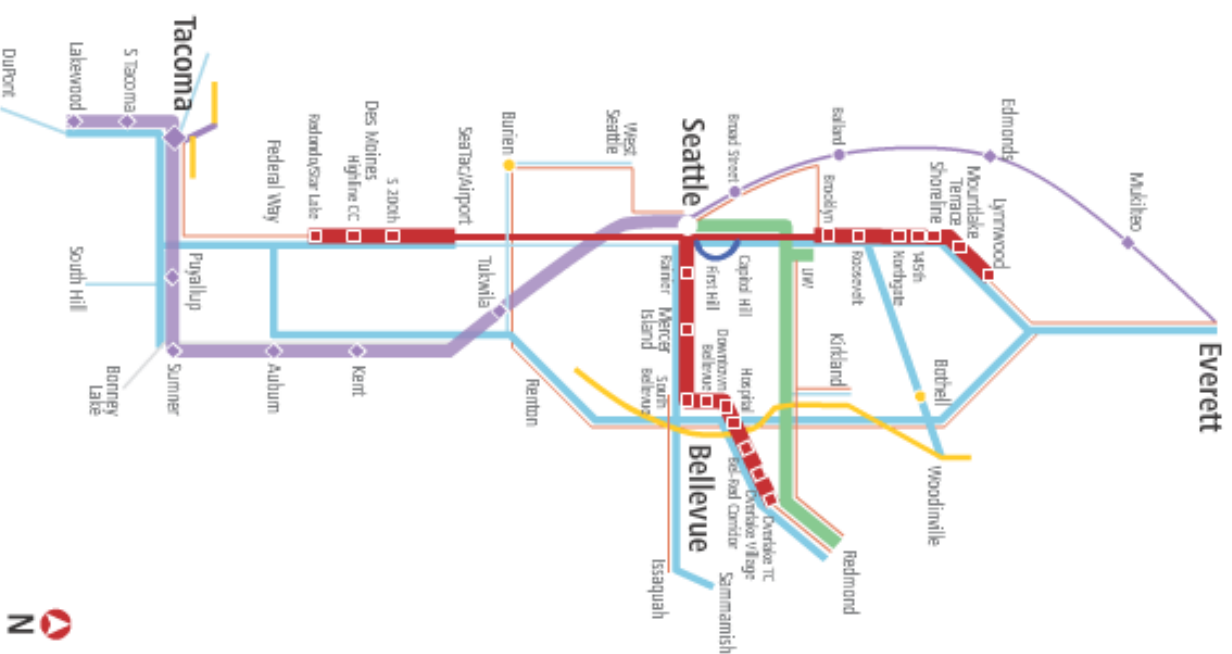 Everett
Mukilteo
Edmonds
Lynnwood
Mountlake
Terrace
Shoreline
145th
Northgate
Roosevelt
Brooklyn
Ballard
Bothell
Woodinville
Kirkland
UW
Redmond
Broad Street
Capitol Hill
First Hill
Seattle
West
Seattle
Rainier
Mercer
Island
South
Bellevue
Downtown
Bellevue
Hospital
Bel-Red Corridor
Overlake Village
Overlake TC
Bellevue
Sammamish
Issaquah
Burien
Tukwila
Renton
SeaTac/Airport
S 200th
Des Moines
Highline CC
Redondo/Star Lake
Federal Way
Kent
Auburn
Sumner
Puyallup
Bonney
Lake
South Hill
Tacoma
S Tacoma
Lakewood
DuPont
N